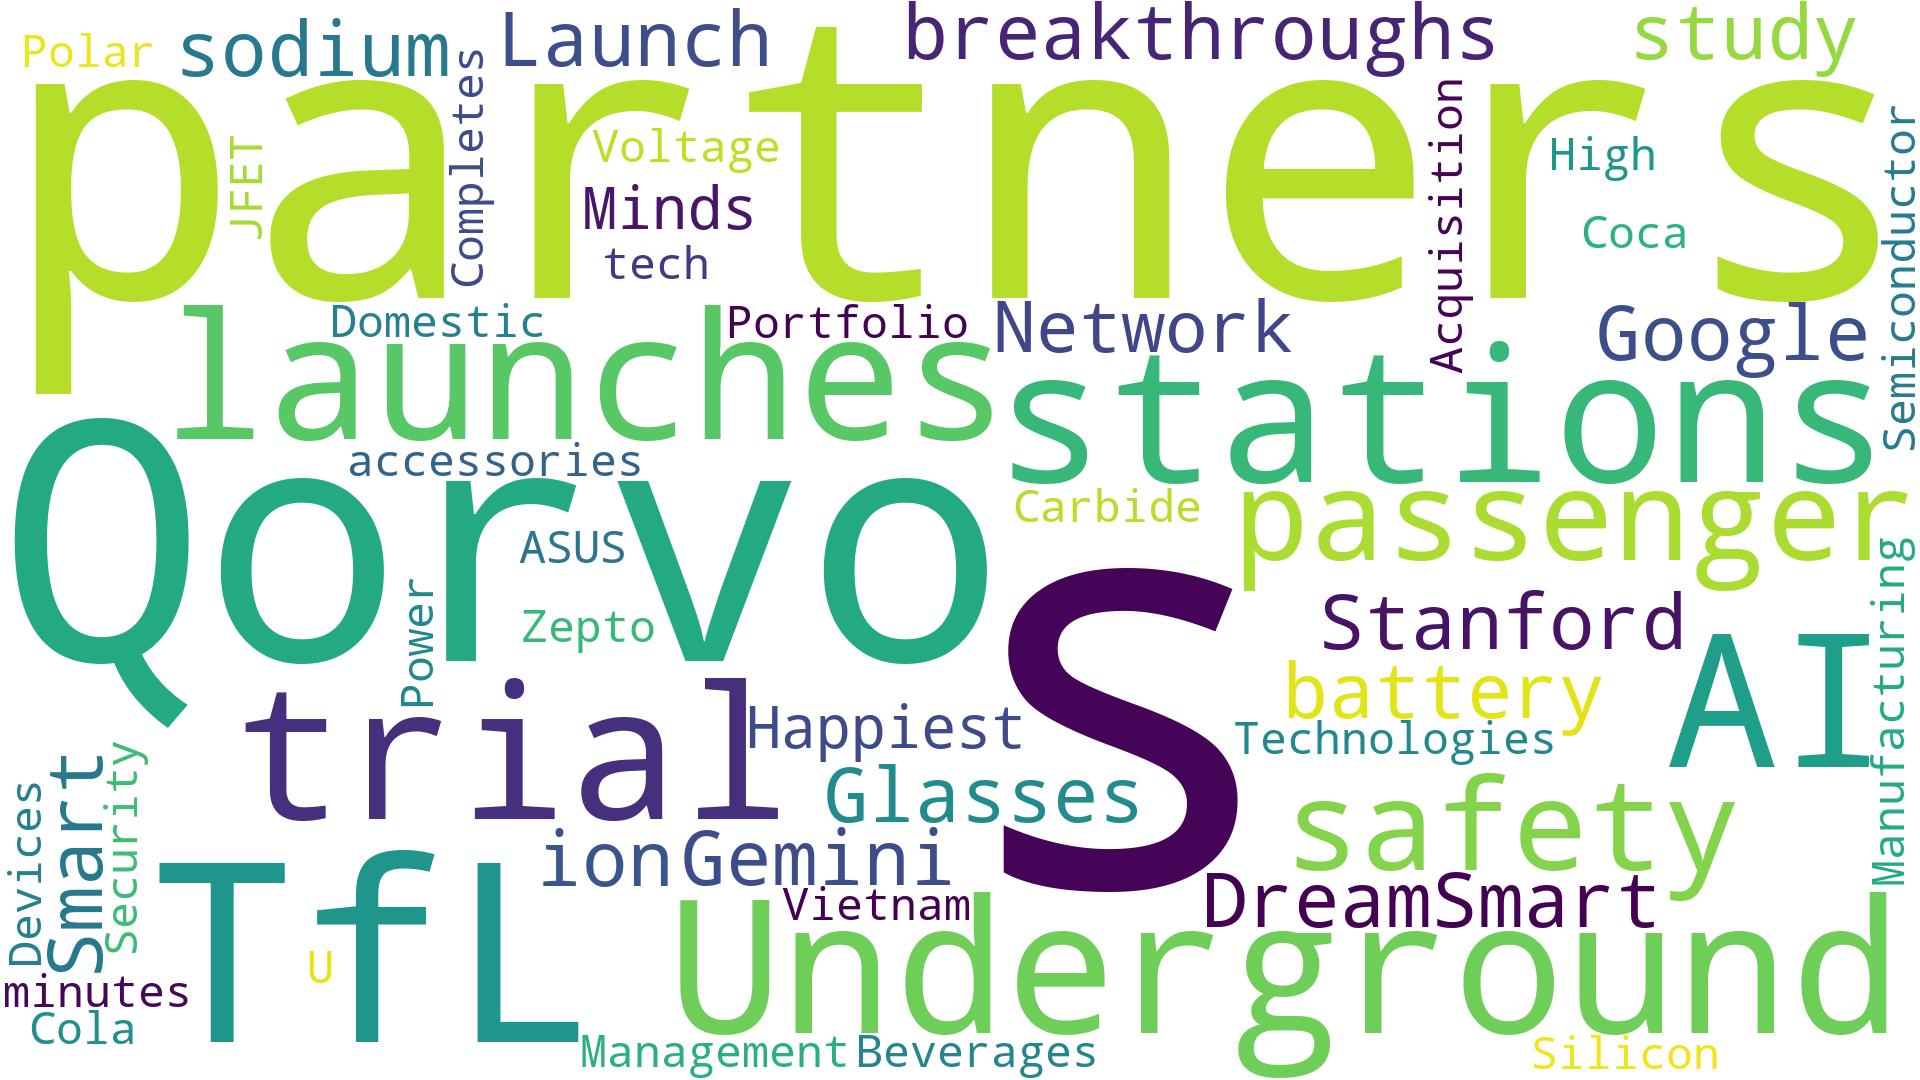 Polar
sodium
Launch
breakthroughs
study
partners
Completes
JFET
Voltage
Minds
tech
Acquisition
High
Coca
Semiconductor
Domestic
Portfolio
Network
Google
launches
stations
accessories
Qorvo
Carbide
passenger
ASUS
Power
Zepto
S
Stanford
AI
Manufacturing
battery
trial
Happiest
Technologies
Glasses
safety
Devices
Smart
Security
ion
Gemini
DreamSmart
TfL
Vietnam
Underground
U
minutes
Cola
Management
Beverages
Silicon